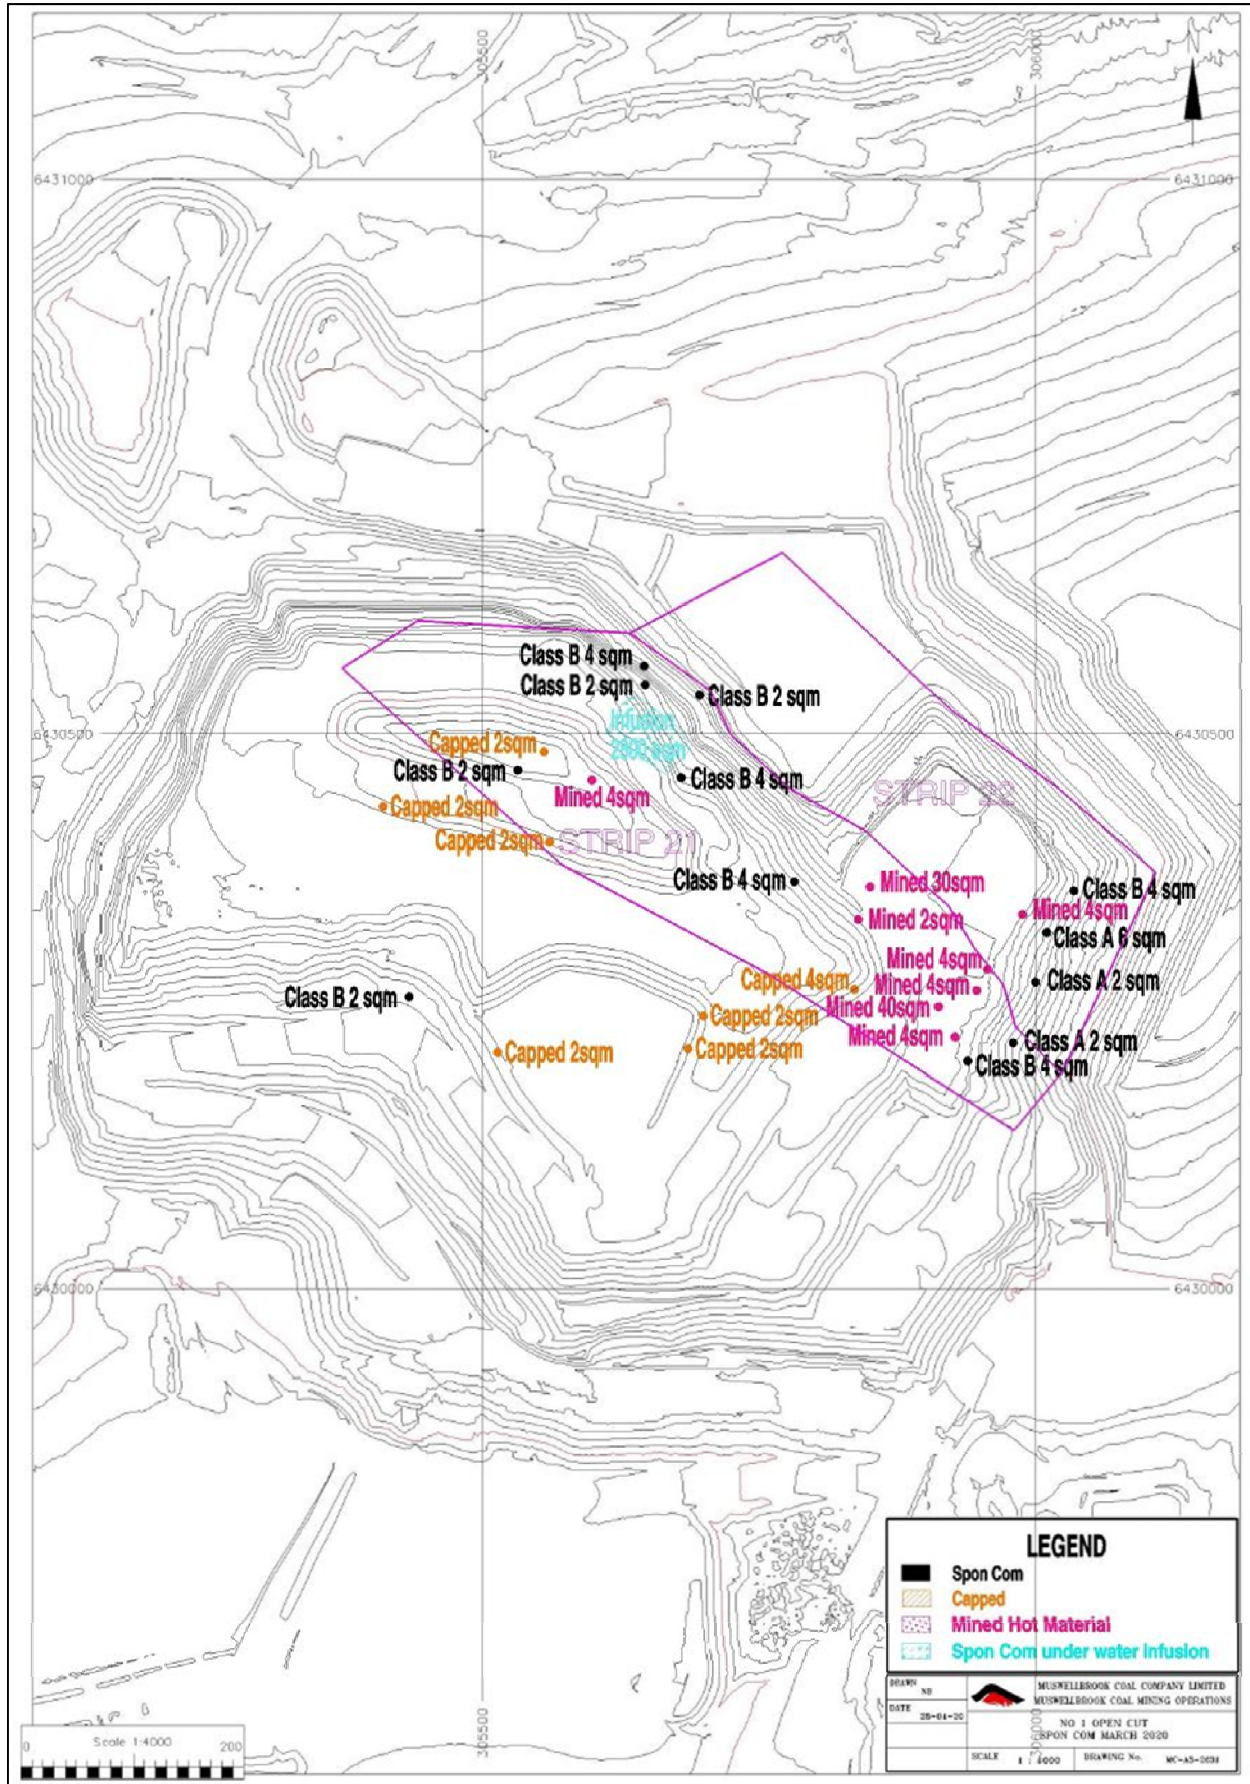 305500
306000
N
6431000
6431000
Class B 4 sqm
Class B 2 sqm
Class B 2 sqm
Infusion
6430500
6430500
Capped 2sqm
Class B 2 sqm
Class B 4 sqm
Mined 4sqm
STRIP 22
Capped 2sqm
Capped 2sqm
STRIP 21
Class B 4 sqm
Mined 30sqm
Class B 4 sqm
Mined 4sqm
Mined 2sqm
Class A 6 sqm
Mined 4sqm
Capped 4sqm
Mined 4sqm
Class A 2 sqm
Class B 2 sqm
Mined 40sqm
Capped 2sqm
Mined 4sqm
Class A 2 sqm
Capped 2sqm
Capped 2sqm
Class B 4 sqm
6430000
6430000
LEGEND
Spon Com
Capped
Mined Hot Material
Spon Com under water Infusion
DRAWN NB
DATE
MUSWELLBROOK COAL COMPANY LIMITED
MUSWELLBROOK COAL MINING OPERATIONS
NO 1 OPEN CUT
SPON COM MARCH 2020
SCALE
DRAWING No.
305500
306000
0 Scale 1:4000 200